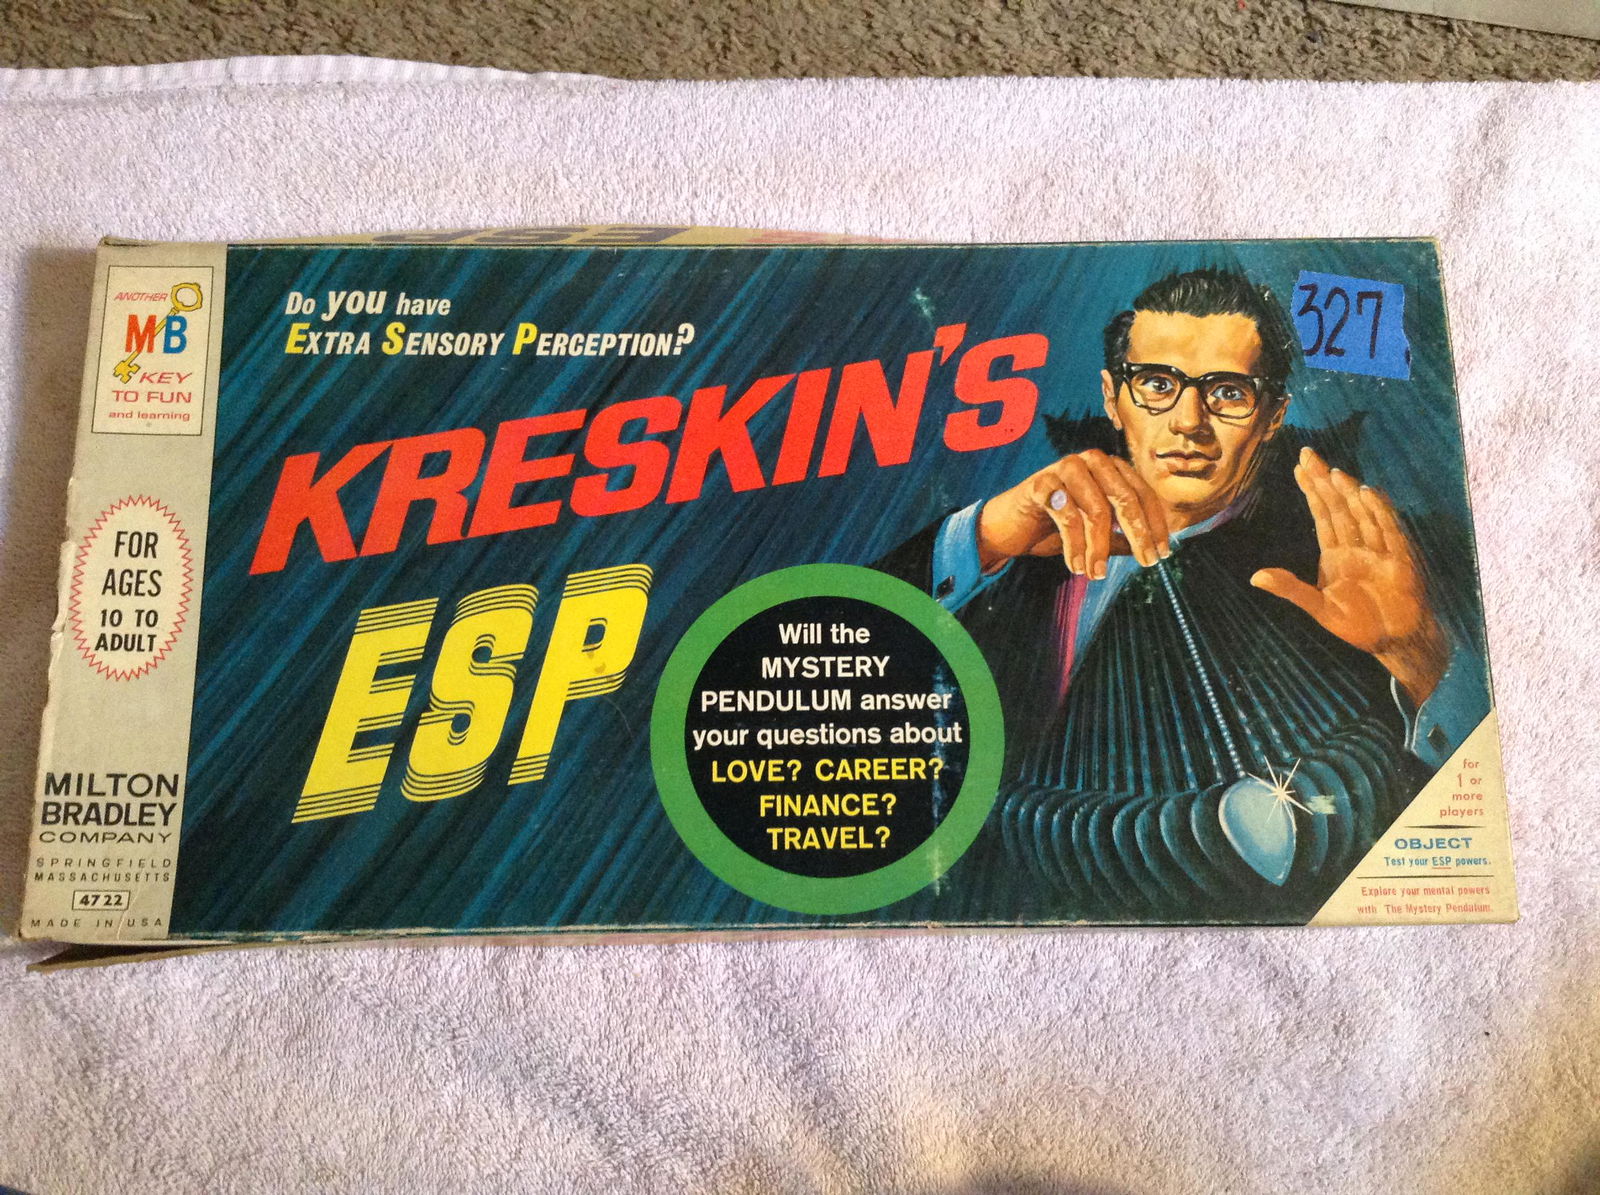 ESP
ANOTHER
MB
KEY
TO FUN
and learning
FOR
AGES
10 TO
ADULT
MILTON
BRADLEY
COMPANY
SPRINGFIELD
MASSACHUSETTS
4722
MADE IN USA
Do you have
EXTRA SENSORY PERCEPTION?
KRESKIN'S
ESP
Will the
MYSTERY
PENDULUM answer
your questions about
LOVE? CAREER?
FINANCE?
TRAVEL?
327
for
1 or
more
players
OBJECT
Test your ESP powers.
Explore your mental powers
with The Mystery Pendulum.